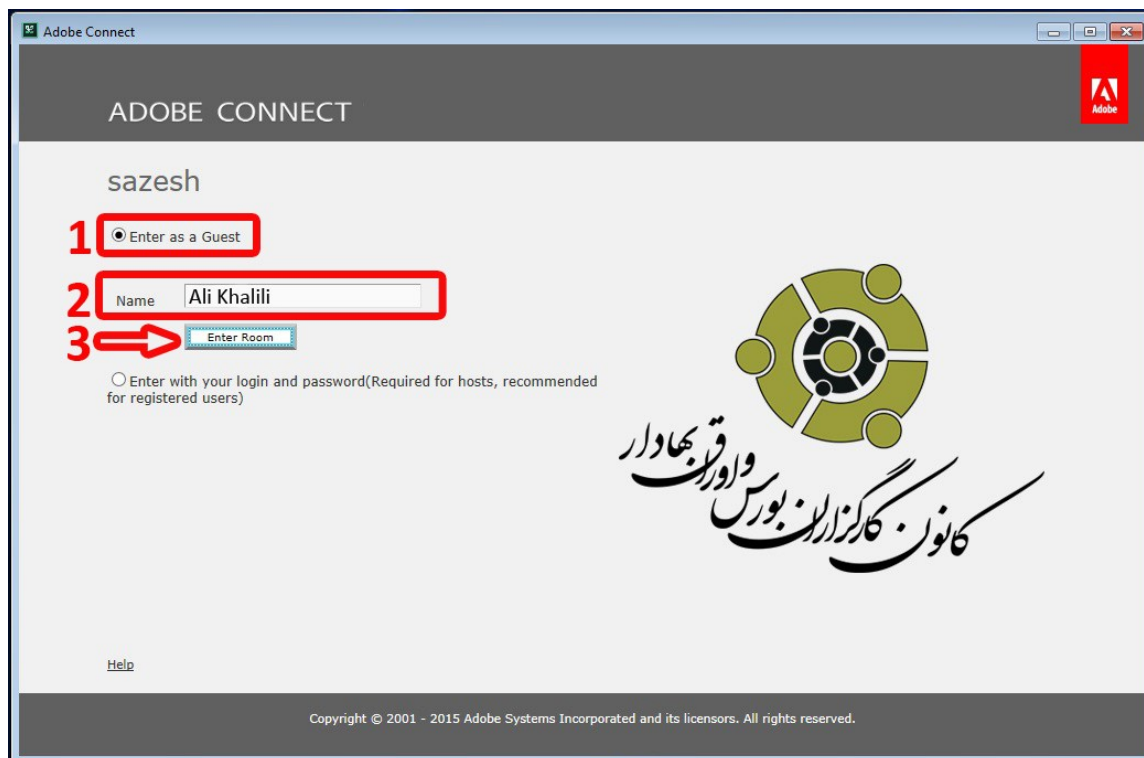 Adobe Connect
ADOBE CONNECT
Adobe
sazesh
1
Enter as a Guest
2
Name Ali Khalili
3
Enter Room
Enter with your login and password(Required for hosts, recommended
for registered users)
کانون کارگزاران بورس و اوراق بهادار
Help
Copyright © 2001 - 2015 Adobe Systems Incorporated and its licensors. All rights reserved.